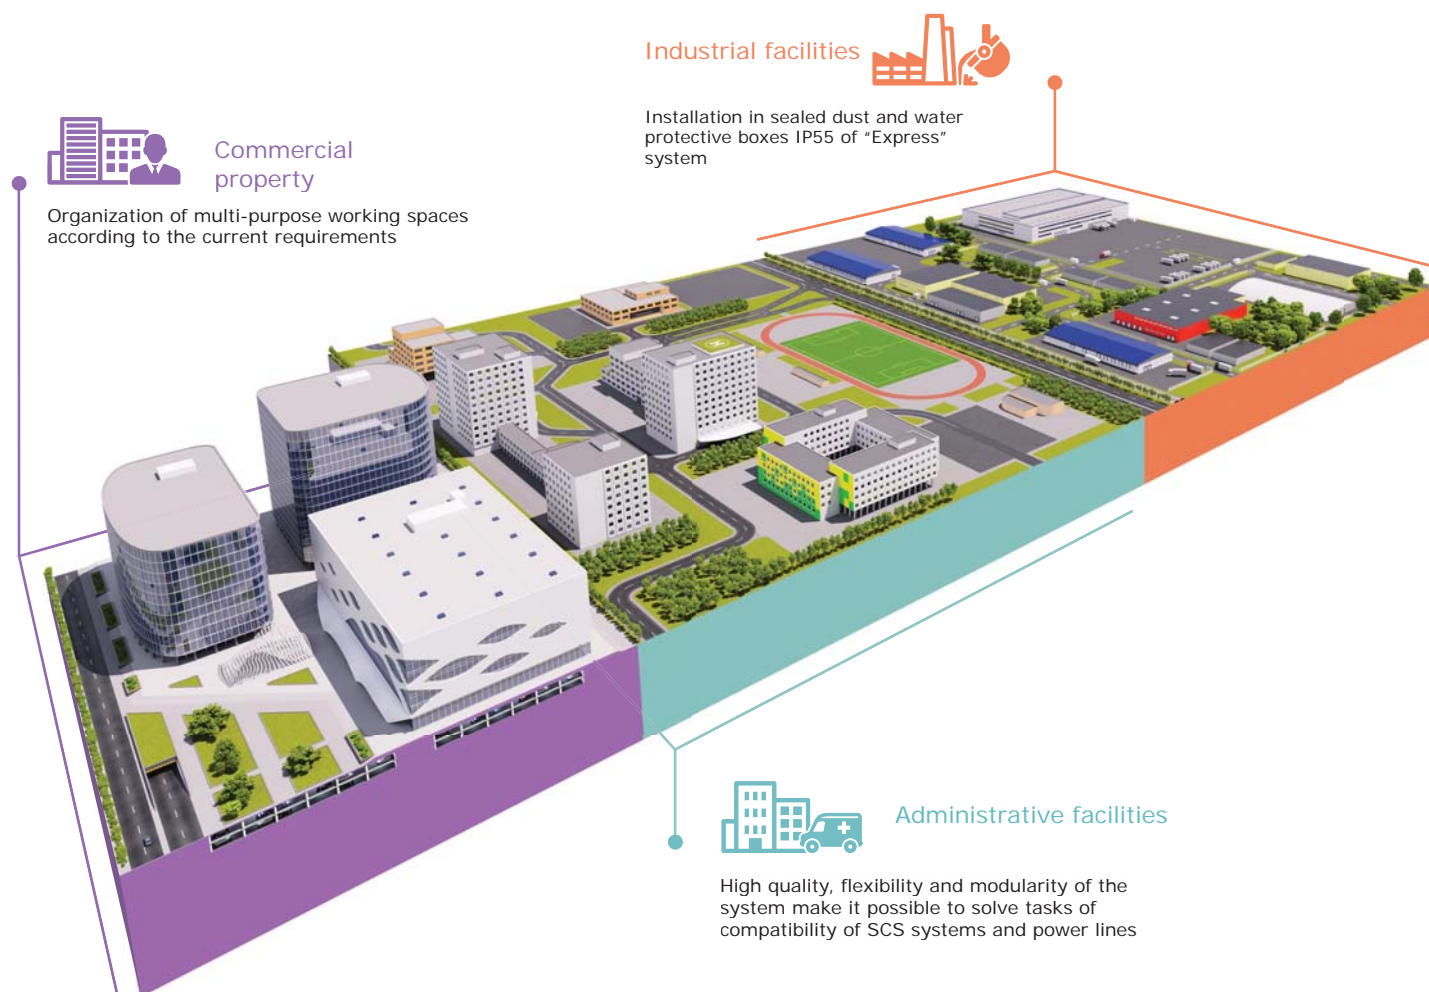 Industrial facilities
Installation in sealed dust and water
protective boxes IP55 of “Express”
system
Commercial
property
Organization of multi-purpose working spaces
according to the current requirements
Administrative facilities
High quality, flexibility and modularity of the
system make it possible to solve tasks of
compatibility of SCS systems and power lines